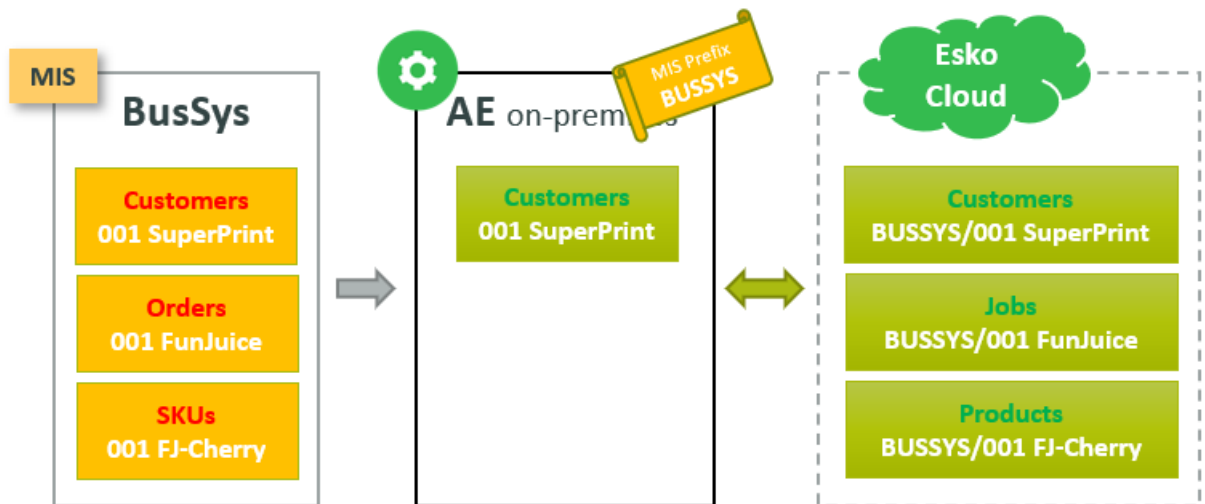 MIS
BusSys
Customers
001 SuperPrint
Orders
001 FunJuice
SKUs
001 FJ-Cherry
MIS Prefix
BUSSYS
AE on-prem
Customers
001 SuperPrint
Esko
Cloud
Customers
BUSSYS/001 SuperPrint
Jobs
BUSSYS/001 FunJuice
Products
BUSSYS/001 FJ-Cherry